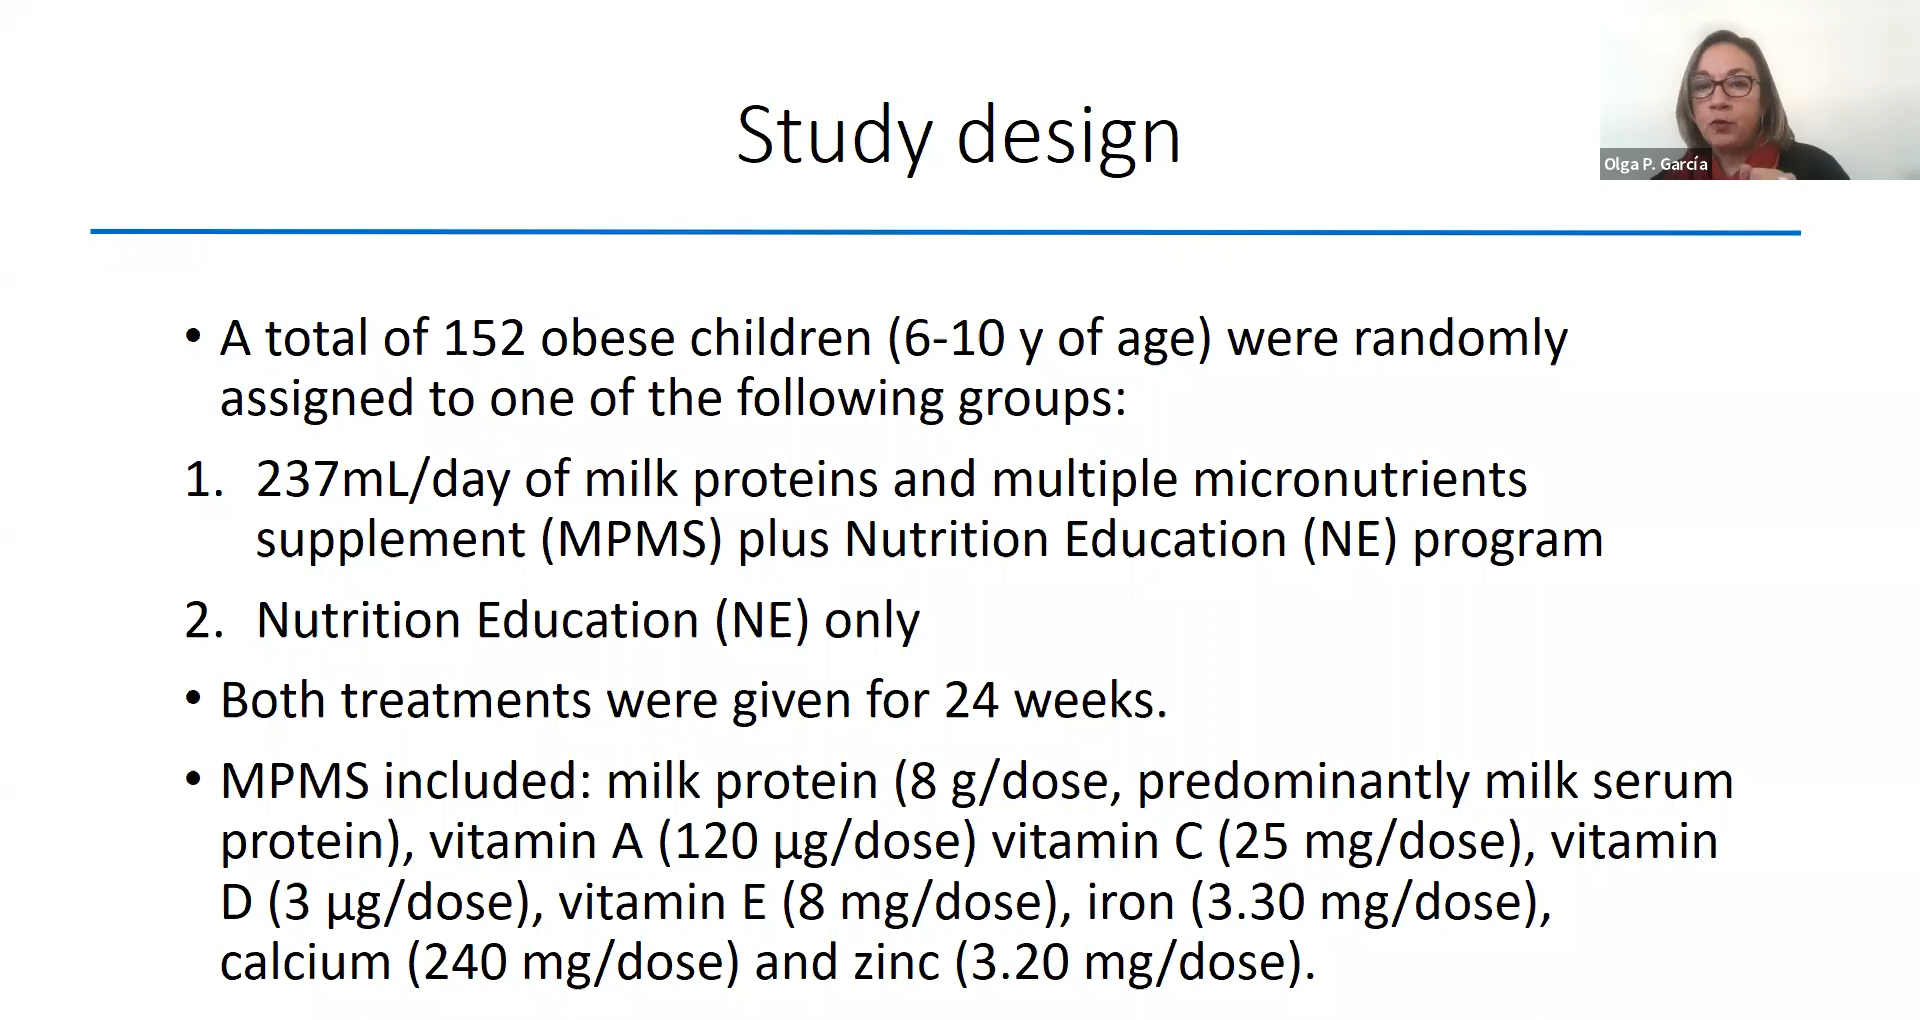 Study design
Olga P. García
• A total of 152 obese children (6-10 y of age) were randomly
assigned to one of the following groups:
1. 237mL/day of milk proteins and multiple micronutrients
supplement (MPMS) plus Nutrition Education (NE) program
2. Nutrition Education (NE) only
• Both treatments were given for 24 weeks.
• MPMS included: milk protein (8 g/dose, predominantly milk serum
protein), vitamin A (120 µg/dose) vitamin C (25 mg/dose), vitamin
D (3 µg/dose), vitamin E (8 mg/dose), iron (3.30 mg/dose),
calcium (240 mg/dose) and zinc (3.20 mg/dose).